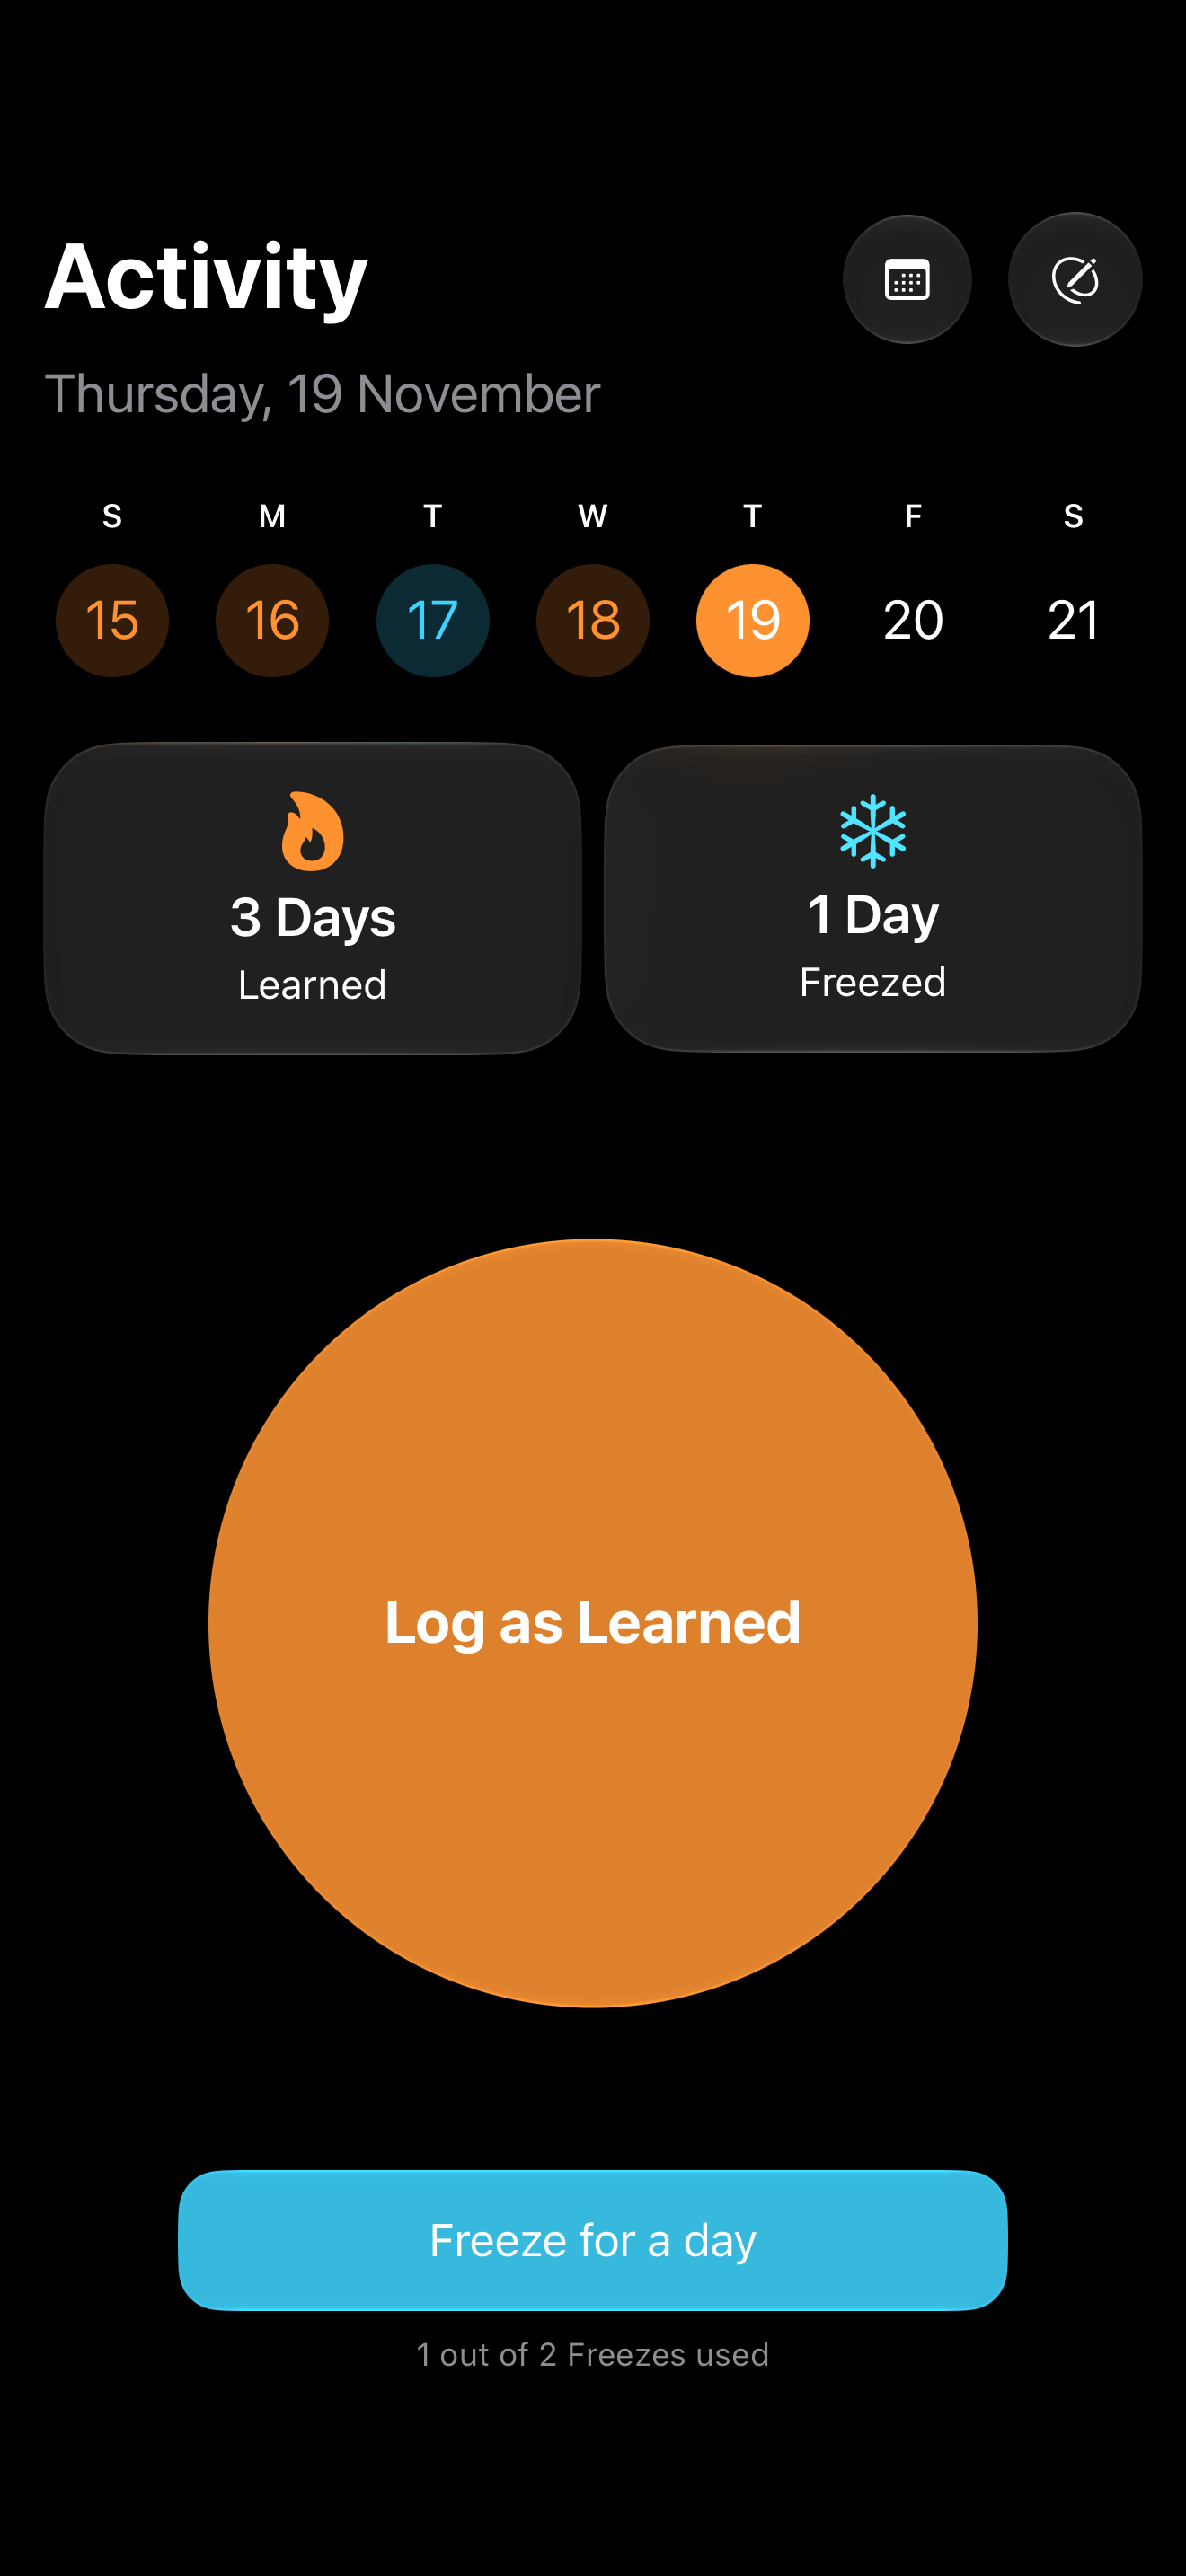 Activity
Thursday, 19 November
S M T W T F S
15 16 17 18 19 20 21
3 Days
Learned
1 Day
Freezed
Log as Learned
Freeze for a day
1 out of 2 Freezes used